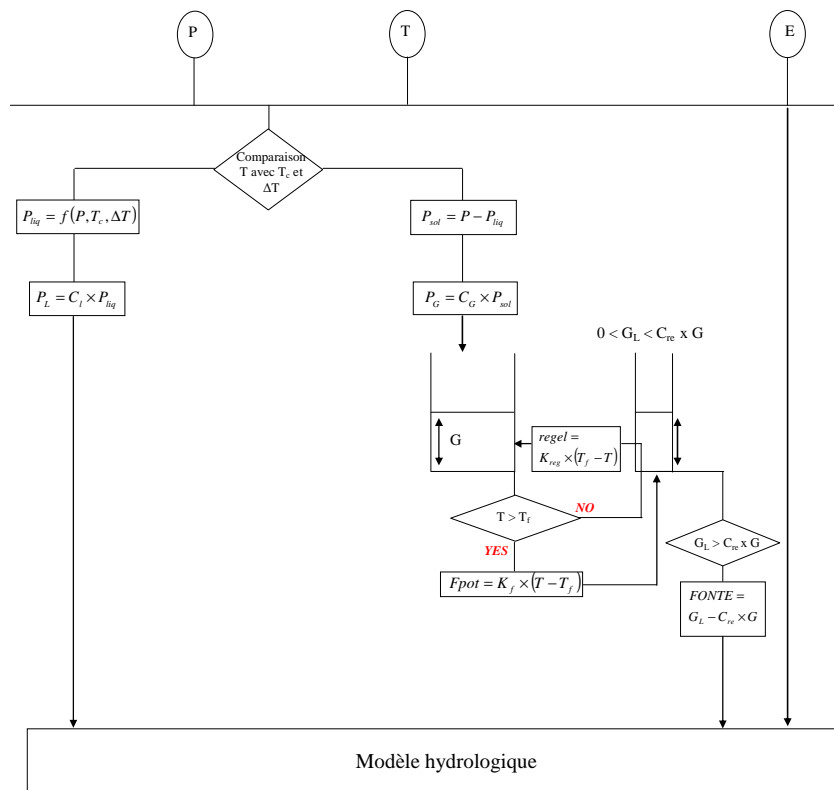 P
T
E
Comparaison
T avec T_c et
ΔT
P_liq = f(P, T_c, ΔT)
P_sol = P − P_liq
P_L = C_l × P_liq
P_G = C_G × P_sol
0 < G_L < C_re x G
G
regel =
K_reg × (T_f − T)
T > T_f
NO
YES
G_L > C_re x G
Fpot = K_f × (T − T_f)
FONTE =
G_L − C_re × G
Modèle hydrologique